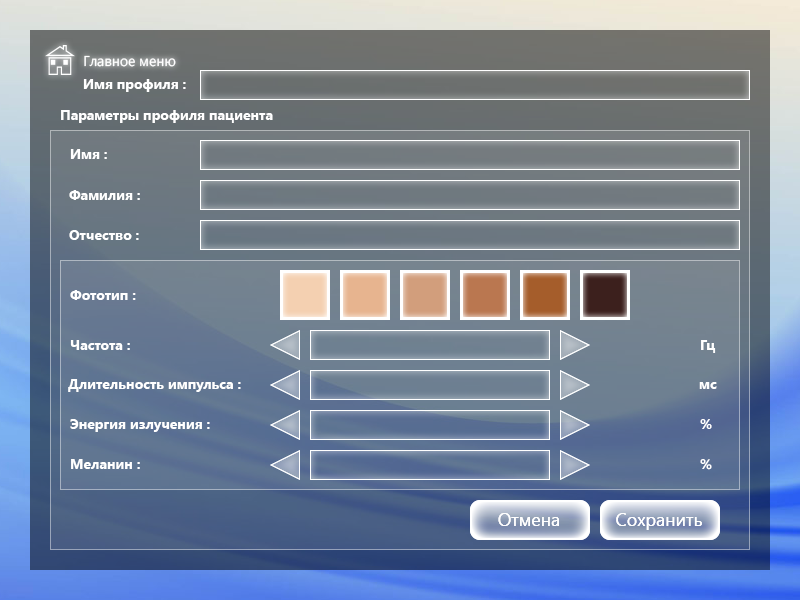 Главное меню
Имя профиля :
Параметры профиля пациента
Имя :
Фамилия :
Отчество :
Фототип :
Частота : Гц
Длительность импульса : мс
Энергия излучения : %
Меланин : %
Отмена Сохранить